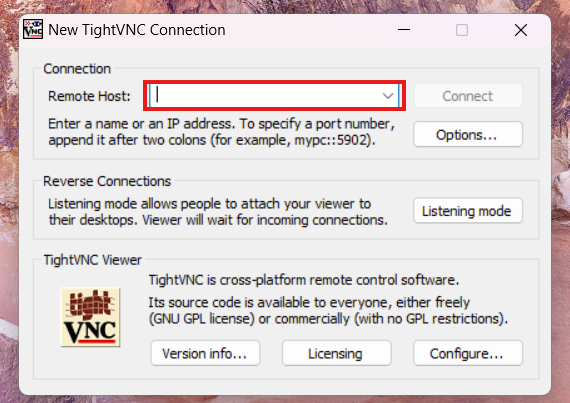 New TightVNC Connection
Connection
Remote Host:
Connect
Enter a name or an IP address. To specify a port number,
append it after two colons (for example, mypc::5902).
Options...
Reverse Connections
Listening mode allows people to attach your viewer to
their desktops. Viewer will wait for incoming connections.
Listening mode
TightVNC Viewer
tight
VNC
TightVNC is cross-platform remote control software.
Its source code is available to everyone, either freely
(GNU GPL license) or commercially (with no GPL restrictions).
Version info...
Licensing
Configure...